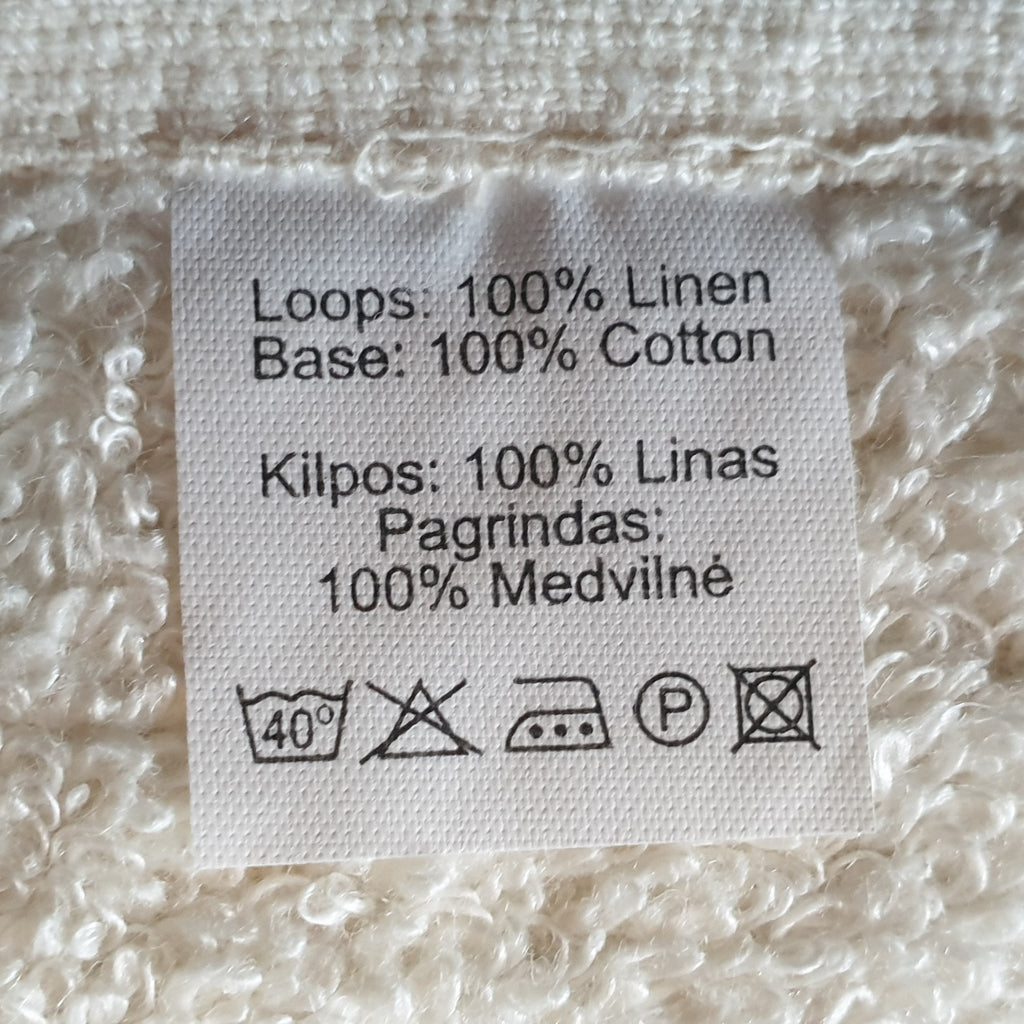 Loops: 100% Linen
Base: 100% Cotton
Kilpos: 100% Linas
Pagrindas:
100% Medvilnė
40° P